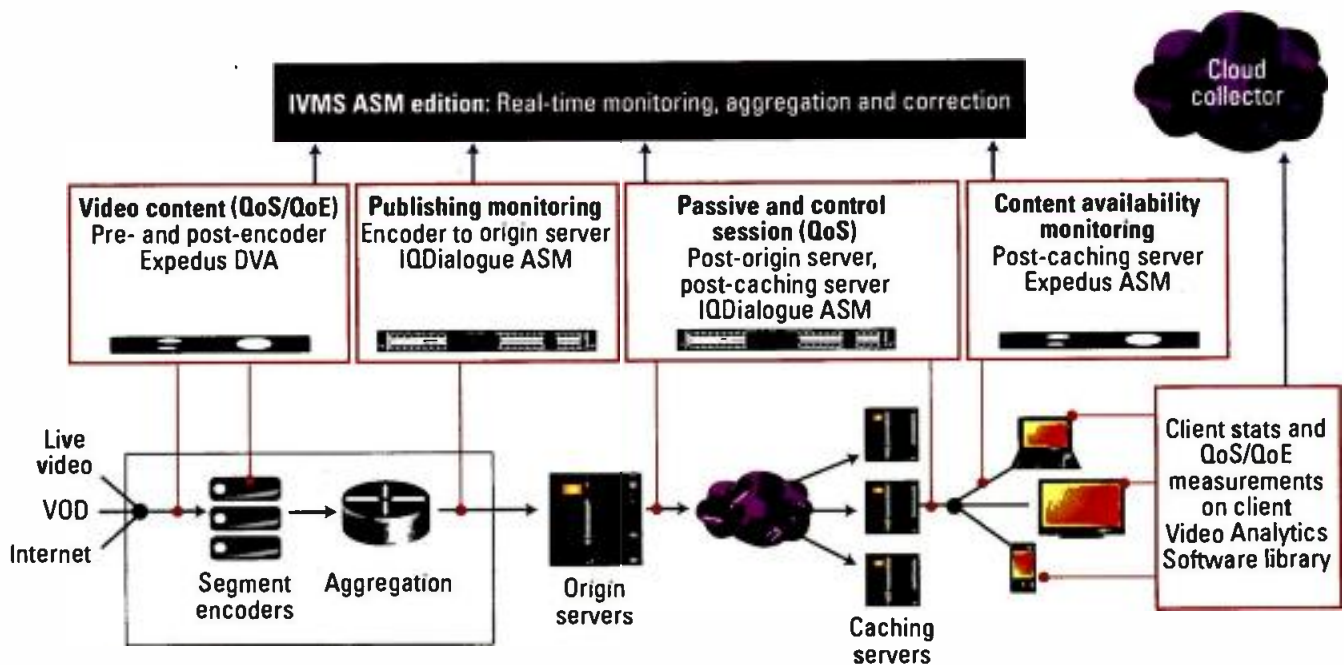 IVMS ASM edition: Real-time monitoring, aggregation and correction
Cloud
collector
Video content (QoS/QoE)
Pre- and post-encoder
Expedus DVA
Publishing monitoring
Encoder to origin server
IQDialogue ASM
Passive and control
session (QoS)
Post-origin server,
post-caching server
IQDialogue ASM
Content availability
monitoring
Post-caching server
Expedus ASM
Live
video
VOD
Internet
Segment
encoders
Aggregation
Origin
servers
Caching
servers
Client stats and
QoS/QoE
measurements
on client
Video Analytics
Software library